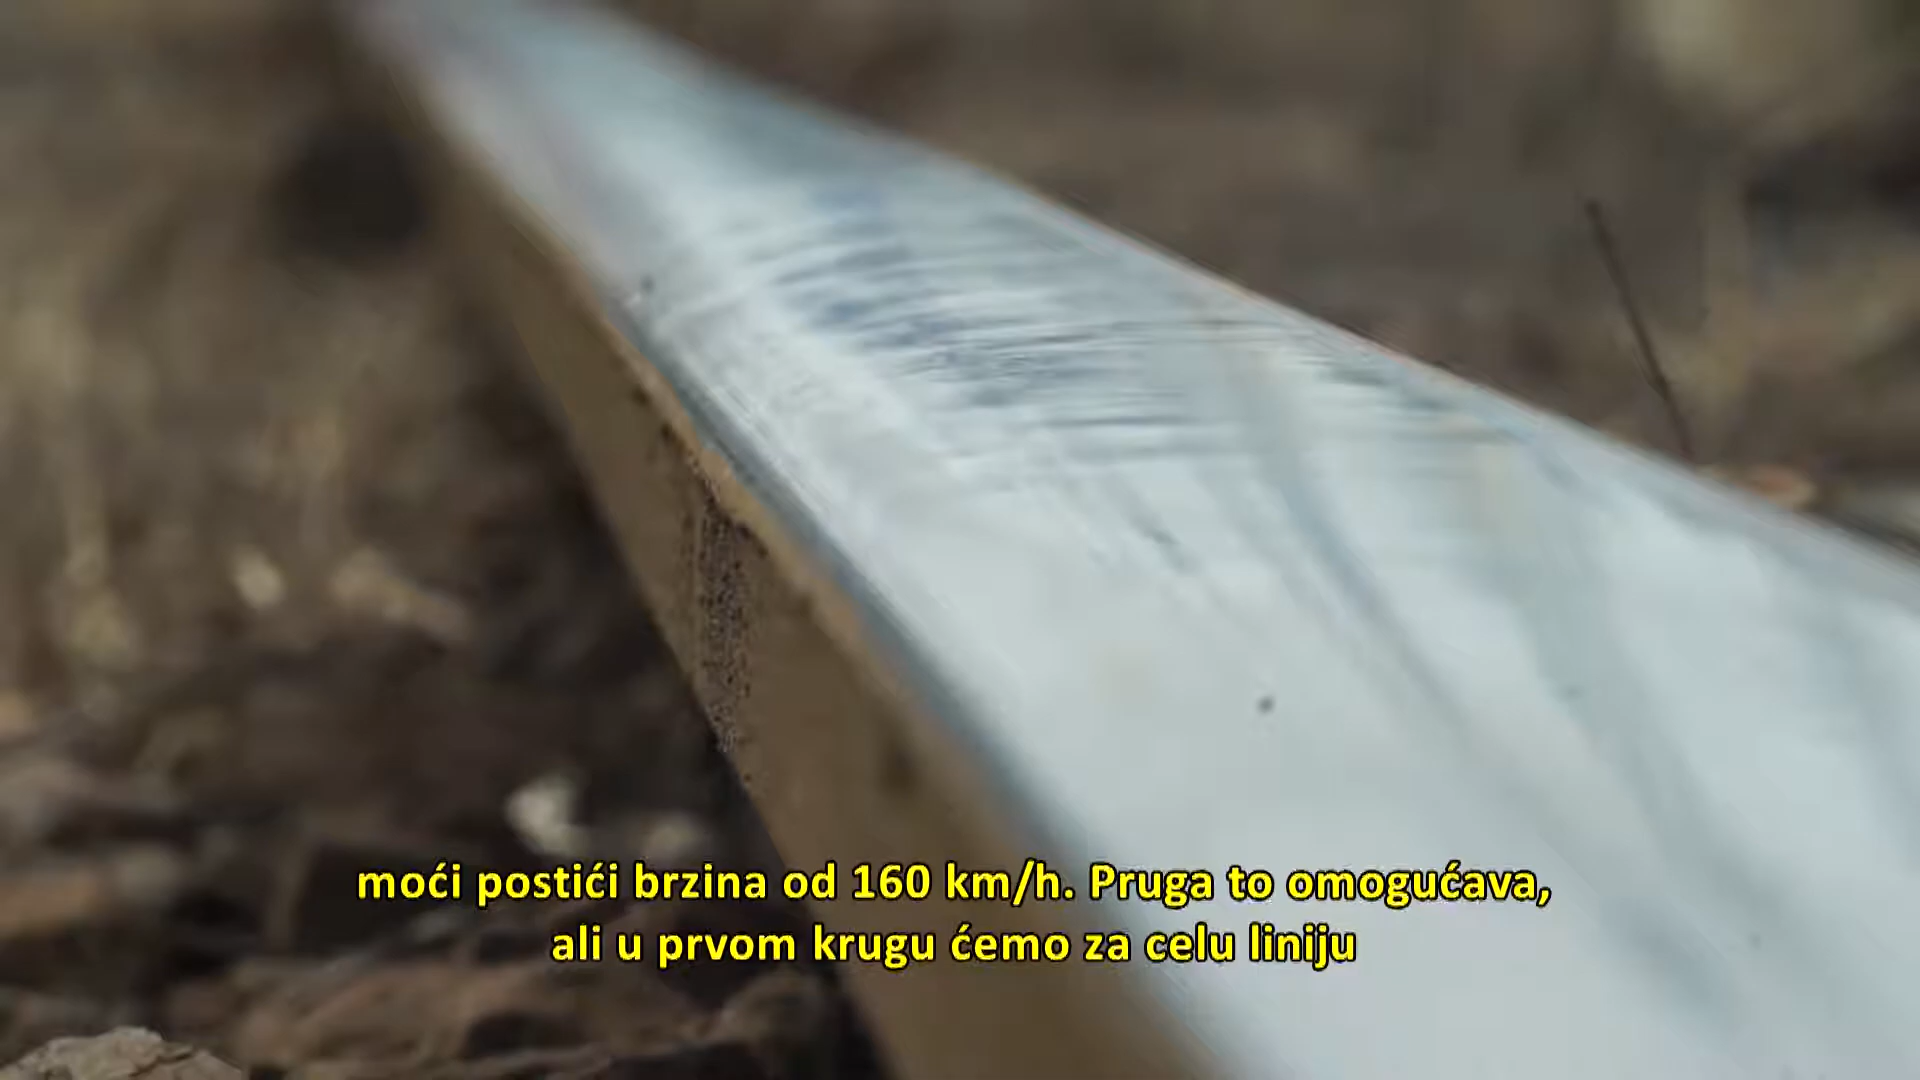 moći postići brzina od 160 km/h. Pruga to omogućava,
ali u prvom krugu ćemo za celu liniju